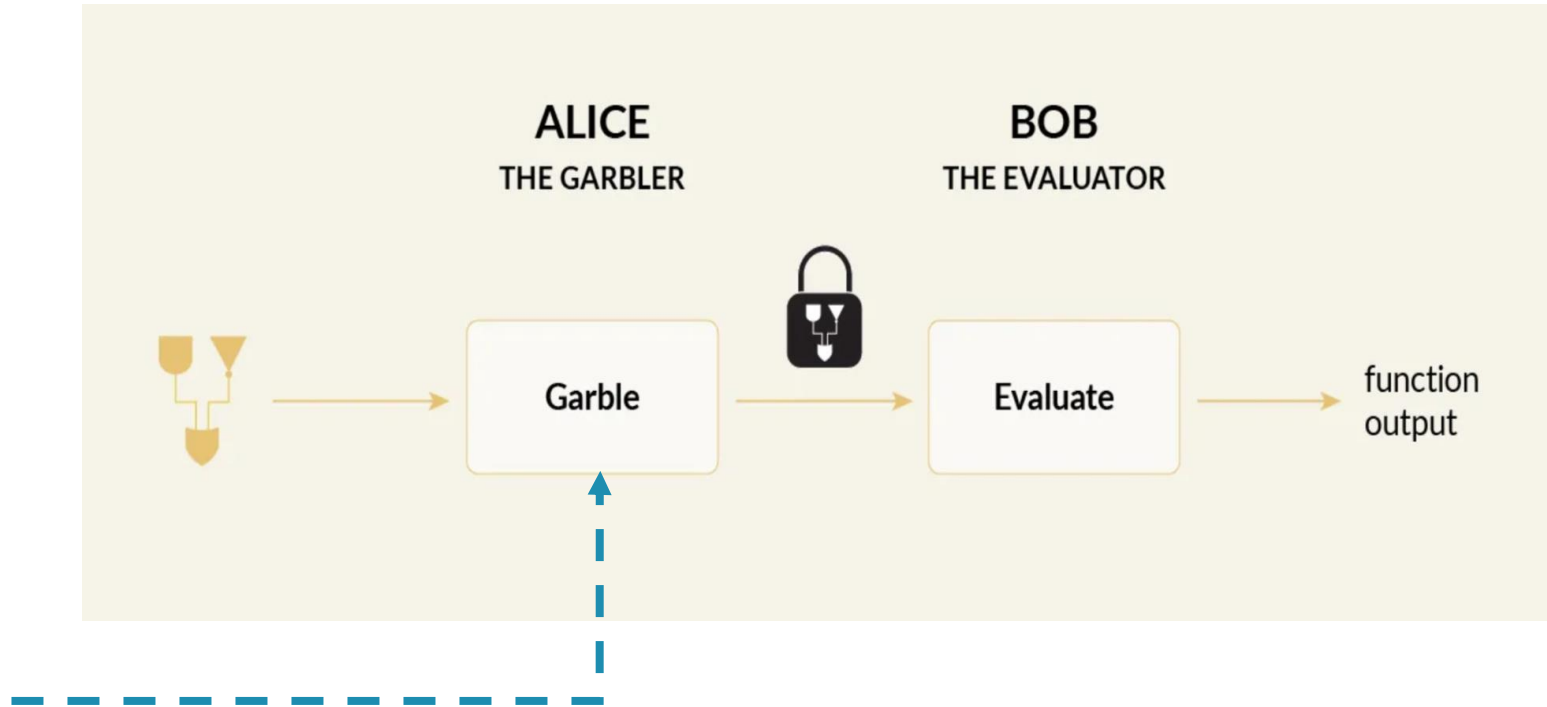 ALICE
THE GARBLER
BOB
THE EVALUATOR
Garble
Evaluate
function
output